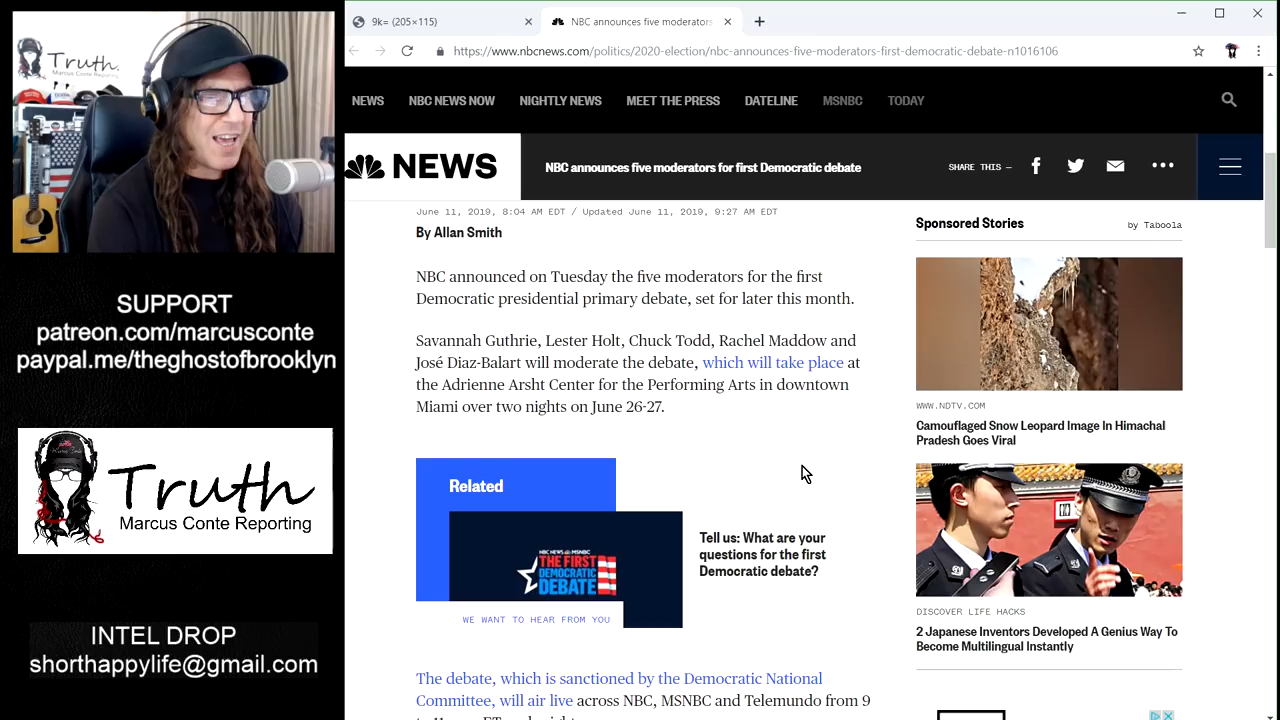 Truth.
Marcus Conte Reporting
SUPPORT
patreon.com/marcusconte
paypal.me/theghostofbrooklyn
Truth
Marcus Conte Reporting
INTEL DROP
shorthappylife@gmail.com
9k= (205×115)
NBC announces five moderators
https://www.nbcnews.com/politics/2020-election/nbc-announces-five-moderators-first-democratic-debate-n1016106
NEWS NBC NEWS NOW NIGHTLY NEWS MEET THE PRESS DATELINE MSNBC TODAY
NEWS
NBC announces five moderators for first Democratic debate
SHARE THIS —
June 11, 2019, 8:04 AM EDT / Updated June 11, 2019, 9:27 AM EDT
By Allan Smith
NBC announced on Tuesday the five moderators for the first
Democratic presidential primary debate, set for later this month.
Savannah Guthrie, Lester Holt, Chuck Todd, Rachel Maddow and
José Diaz-Balart will moderate the debate, which will take place at
the Adrienne Arsht Center for the Performing Arts in downtown
Miami over two nights on June 26-27.
Related
NBC NEWS MSNBC
THE FIRST
DEMOCRATIC
DEBATE
WE WANT TO HEAR FROM YOU
Tell us: What are your
questions for the first
Democratic debate?
The debate, which is sanctioned by the Democratic National
Committee, will air live across NBC, MSNBC and Telemundo from 9
Sponsored Stories
by Taboola
WWW.NDTV.COM
Camouflaged Snow Leopard Image In Himachal
Pradesh Goes Viral
DISCOVER LIFE HACKS
2 Japanese Inventors Developed A Genius Way To
Become Multilingual Instantly